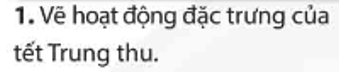 1. Vẽ hoạt động đặc trưng của
tết Trung thu.